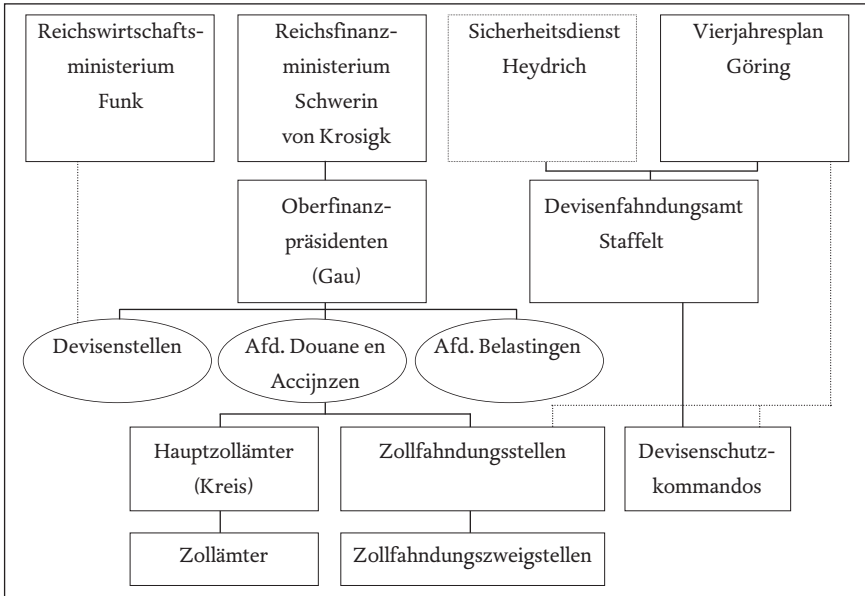 Reichswirtschafts-
ministerium
Funk
Reichsfinanz-
ministerium
Schwerin
von Krosigk
Sicherheitsdienst
Heydrich
Vierjahresplan
Göring
Oberfinanz-
präsidenten
(Gau)
Devisenfahndungsamt
Staffelt
Devisenstellen
Afd. Douane en
Accijnzen
Afd. Belastingen
Hauptzollämter
(Kreis)
Zollfahndungsstellen
Devisenschutz-
kommandos
Zollämter
Zollfahndungszweigstellen